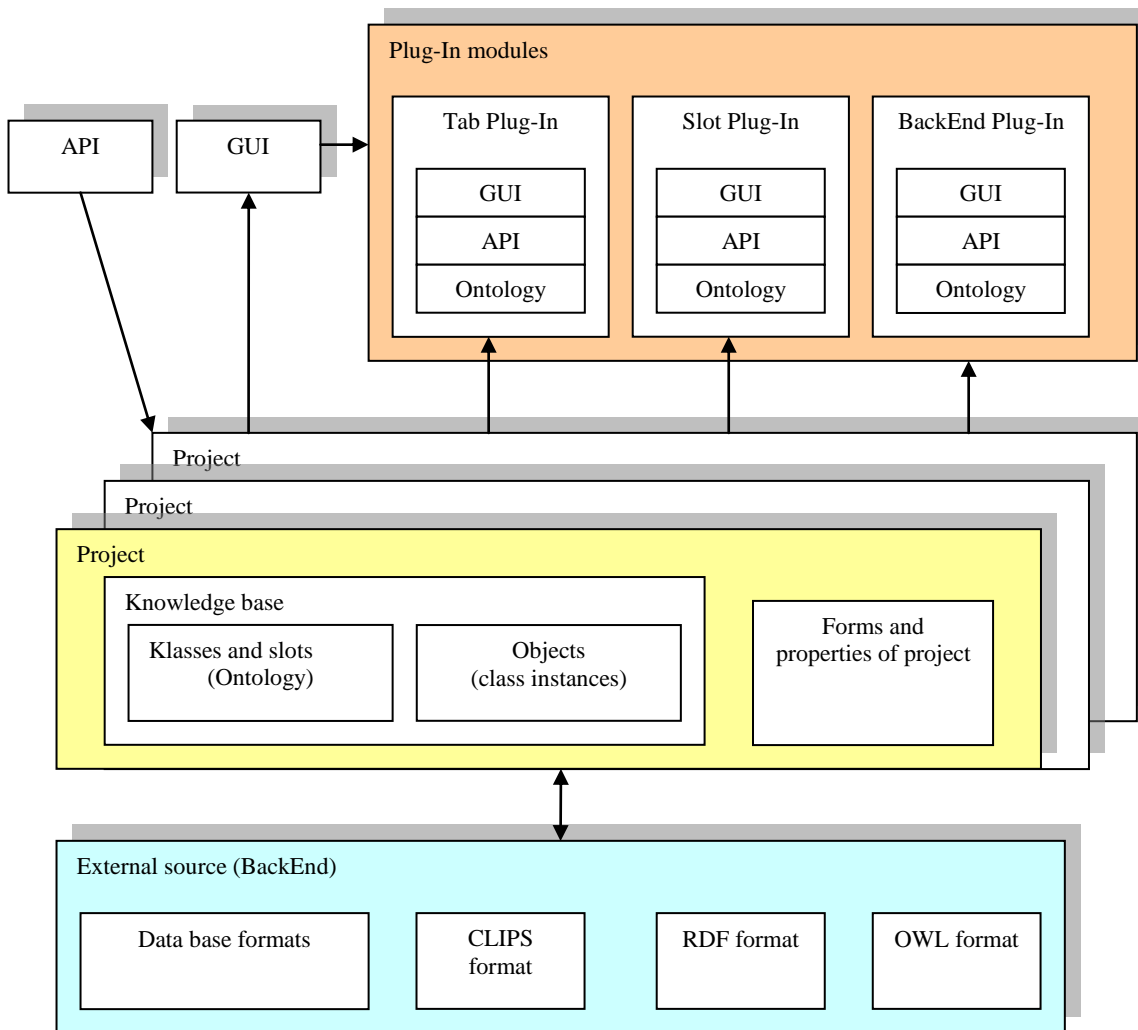 Plug-In modules
Tab Plug-In
GUI
API
Ontology
Slot Plug-In
GUI
API
Ontology
BackEnd Plug-In
GUI
API
Ontology
API
GUI
Project
Project
Project
Knowledge base
Klasses and slots
(Ontology)
Objects
(class instances)
Forms and
properties of project
External source (BackEnd)
Data base formats
CLIPS
format
RDF format
OWL format